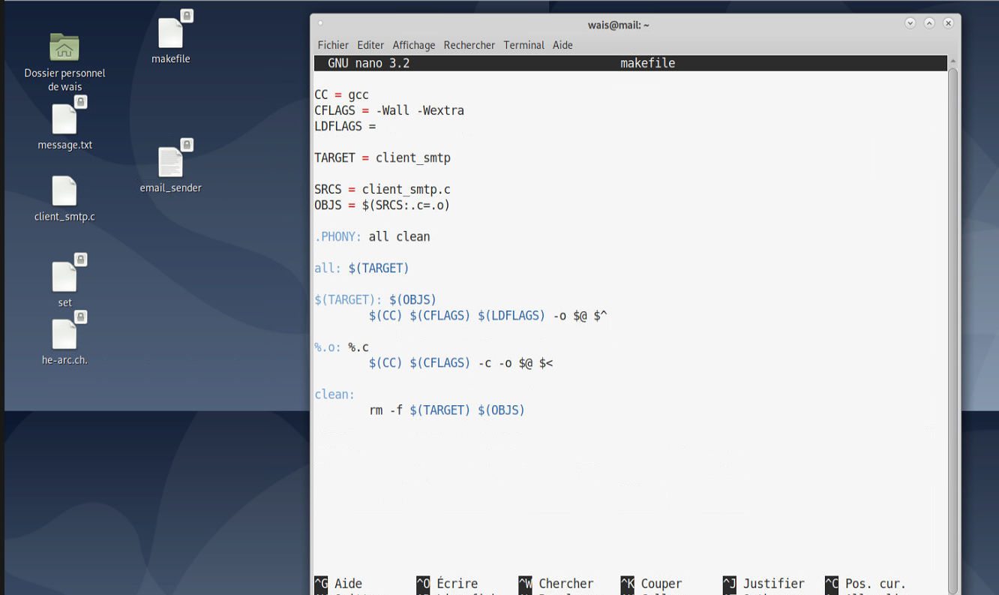 Dossier personnel
de wais
makefile
message.txt
email_sender
client_smtp.c
set
he-arc.ch.
wais@mail: ~
Fichier Editer Affichage Rechercher Terminal Aide
GNU nano 3.2 makefile
CC = gcc
CFLAGS = -Wall -Wextra
LDFLAGS =
TARGET = client_smtp
SRCS = client_smtp.c
OBJS = $(SRCS:.c=.o)
.PHONY: all clean
all: $(TARGET)
$(TARGET): $(OBJS)
$(CC) $(CFLAGS) $(LDFLAGS) -o $@ $^
%.o: %.c
$(CC) $(CFLAGS) -c -o $@ $<
clean:
rm -f $(TARGET) $(OBJS)
^G Aide ^O Écrire ^W Chercher ^K Couper ^J Justifier ^C Pos. cur.